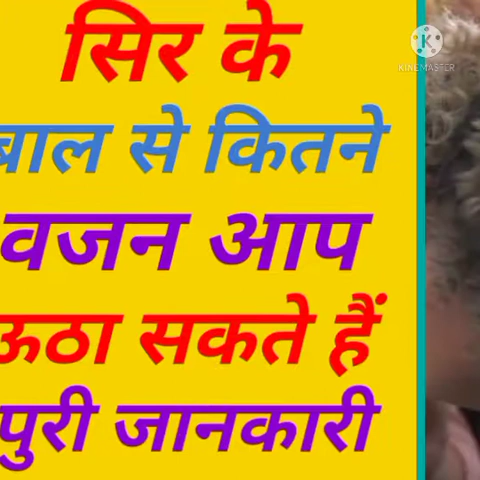 सिर के
बाल से कितने
वजन आप
ऊठा सकते हैं
पुरी जानकारी
K
KINEMASTER